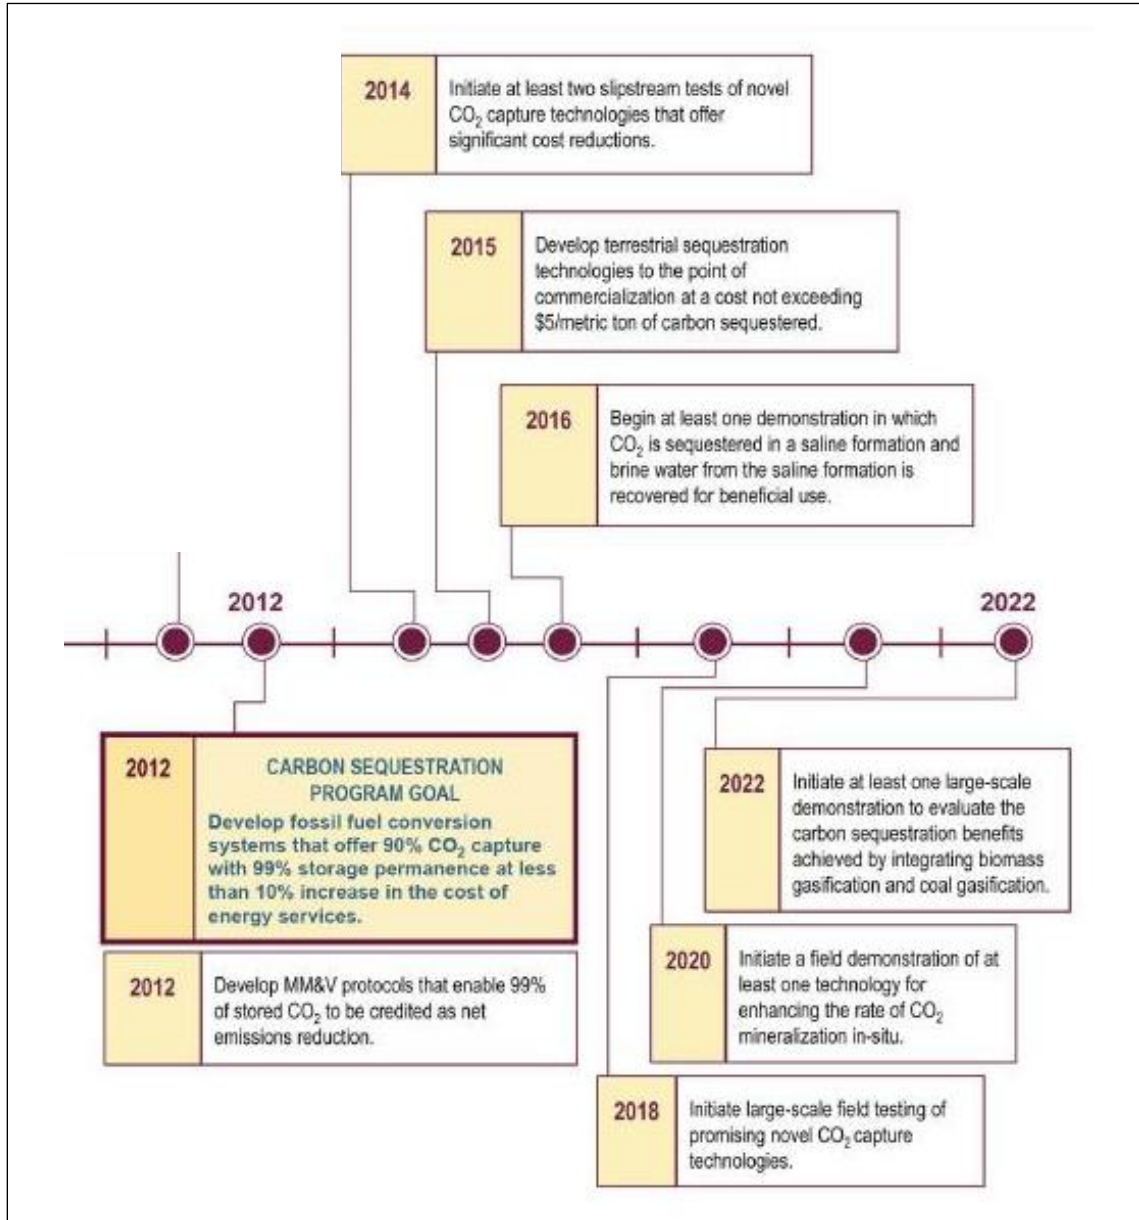 2014
Initiate at least two slipstream tests of novel
CO₂ capture technologies that offer
significant cost reductions.
2015
Develop terrestrial sequestration
technologies to the point of
commercialization at a cost not exceeding
$5/metric ton of carbon sequestered.
2016
Begin at least one demonstration in which
CO₂ is sequestered in a saline formation and
brine water from the saline formation is
recovered for beneficial use.
2012
2022
2012
CARBON SEQUESTRATION
PROGRAM GOAL
Develop fossil fuel conversion
systems that offer 90% CO₂ capture
with 99% storage permanence at less
than 10% increase in the cost of
energy services.
2012
Develop MM&V protocols that enable 99%
of stored CO₂ to be credited as net
emissions reduction.
2022
Initiate at least one large-scale
demonstration to evaluate the
carbon sequestration benefits
achieved by integrating biomass
gasification and coal gasification.
2020
Initiate a field demonstration of at
least one technology for
enhancing the rate of CO₂
mineralization in-situ.
2018
Initiate large-scale field testing of
promising novel CO₂ capture
technologies.